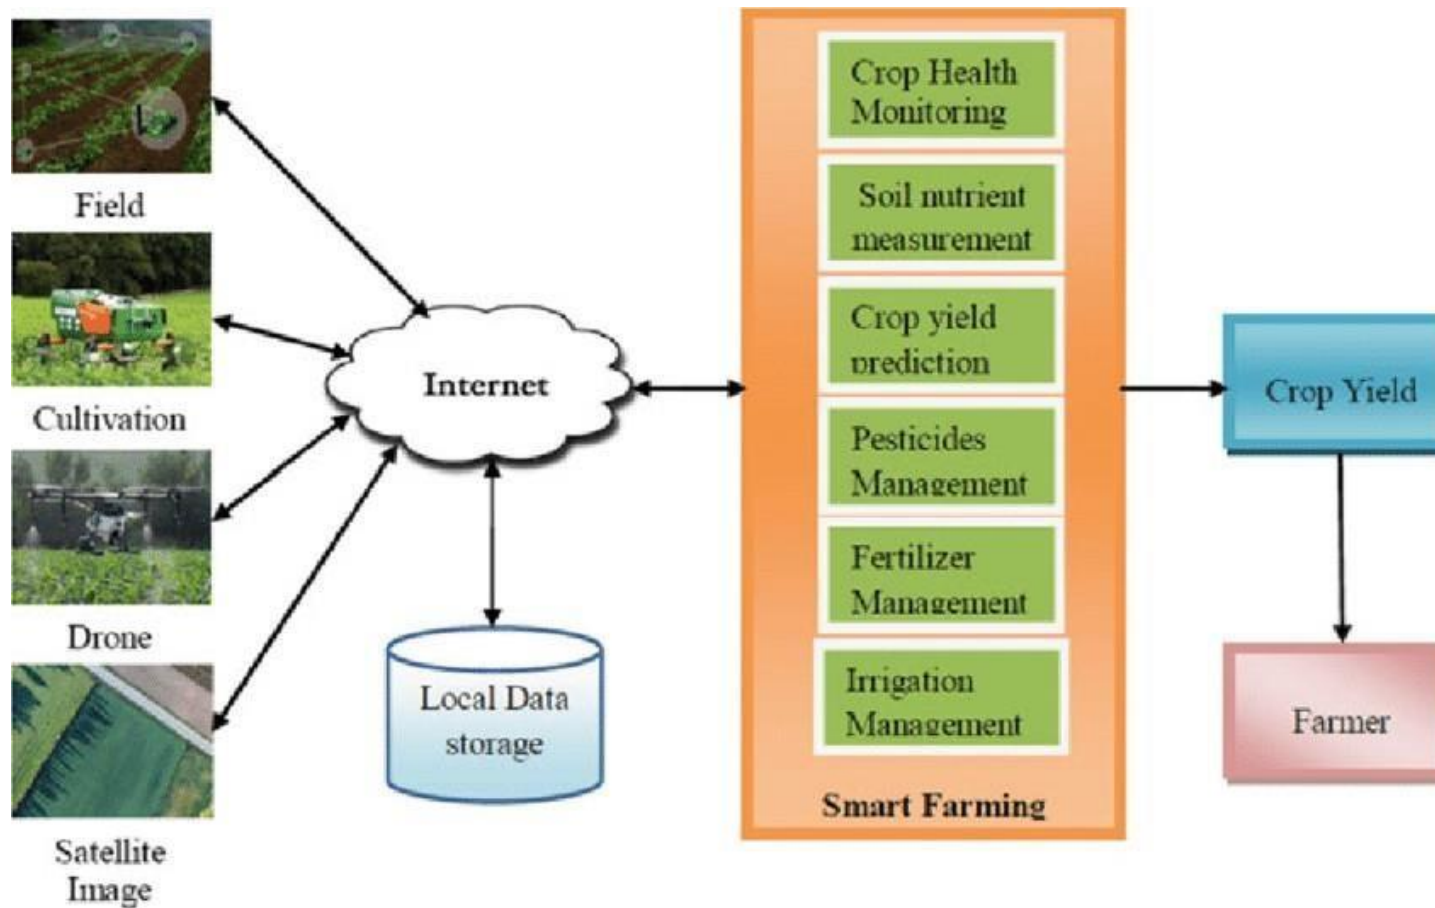 Field
Cultivation
Drone
Satellite
Image
Internet
Local Data
storage
Crop Health
Monitoring
Soil nutrient
measurement
Crop yield
prediction
Pesticides
Management
Fertilizer
Management
Irrigation
Management
Smart Farming
Crop Yield
Farmer